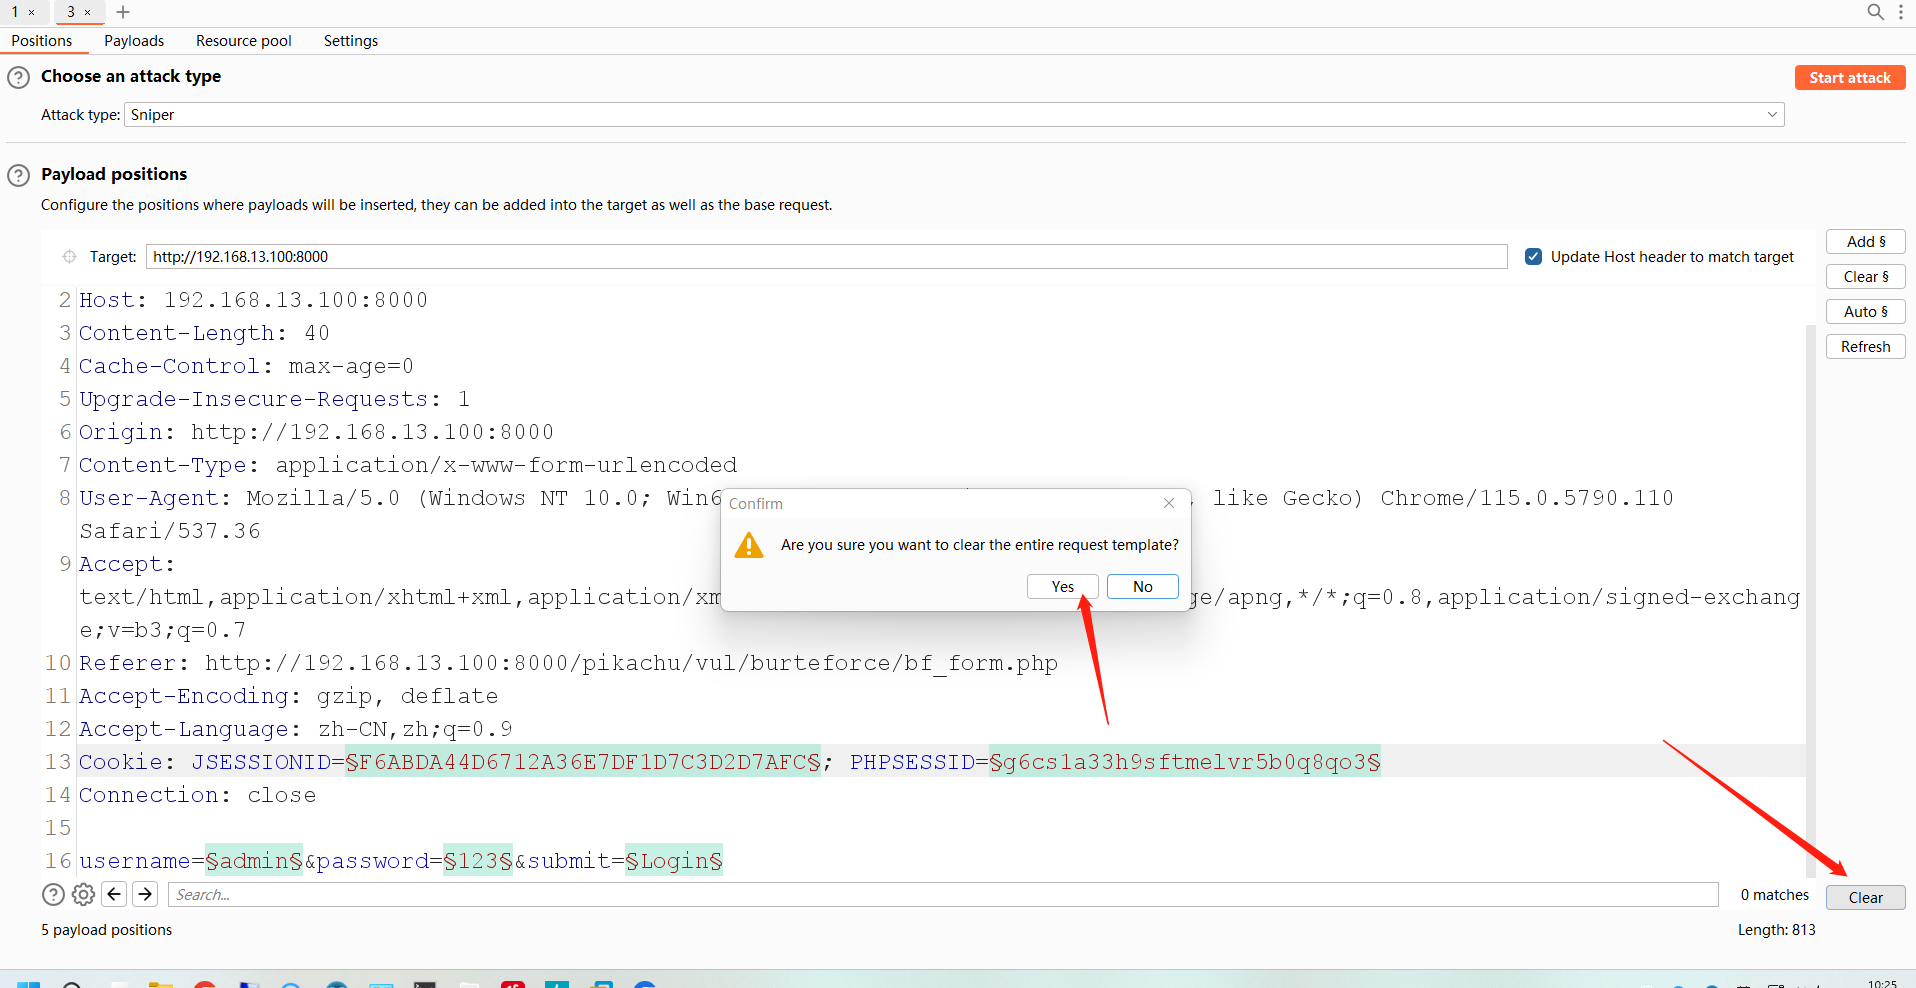 1 × 3 × +
Positions Payloads Resource pool Settings
Choose an attack type
Start attack
Attack type: Sniper
Payload positions
Configure the positions where payloads will be inserted, they can be added into the target as well as the base request.
Target: http://192.168.13.100:8000
Update Host header to match target
Add §
Clear §
Auto §
Refresh
2 Host: 192.168.13.100:8000
3 Content-Length: 40
4 Cache-Control: max-age=0
5 Upgrade-Insecure-Requests: 1
6 Origin: http://192.168.13.100:8000
7 Content-Type: application/x-www-form-urlencoded
8 User-Agent: Mozilla/5.0 (Windows NT 10.0; Win6 , like Gecko) Chrome/115.0.5790.110
Safari/537.36
9 Accept:
text/html,application/xhtml+xml,application/xm ge/apng,*/*;q=0.8,application/signed-exchang
e;v=b3;q=0.7
10 Referer: http://192.168.13.100:8000/pikachu/vul/burteforce/bf_form.php
11 Accept-Encoding: gzip, deflate
12 Accept-Language: zh-CN,zh;q=0.9
13 Cookie: JSESSIONID=§F6ABDA44D6712A36E7DF1D7C3D2D7AFC§; PHPSESSID=§g6cs1a33h9sftmelvr5b0q8qo3§
14 Connection: close
15
16 username=§admin§&password=§123§&submit=§Login§
Confirm
Are you sure you want to clear the entire request template?
Yes No
Search...
0 matches
Clear
5 payload positions
Length: 813
10:25